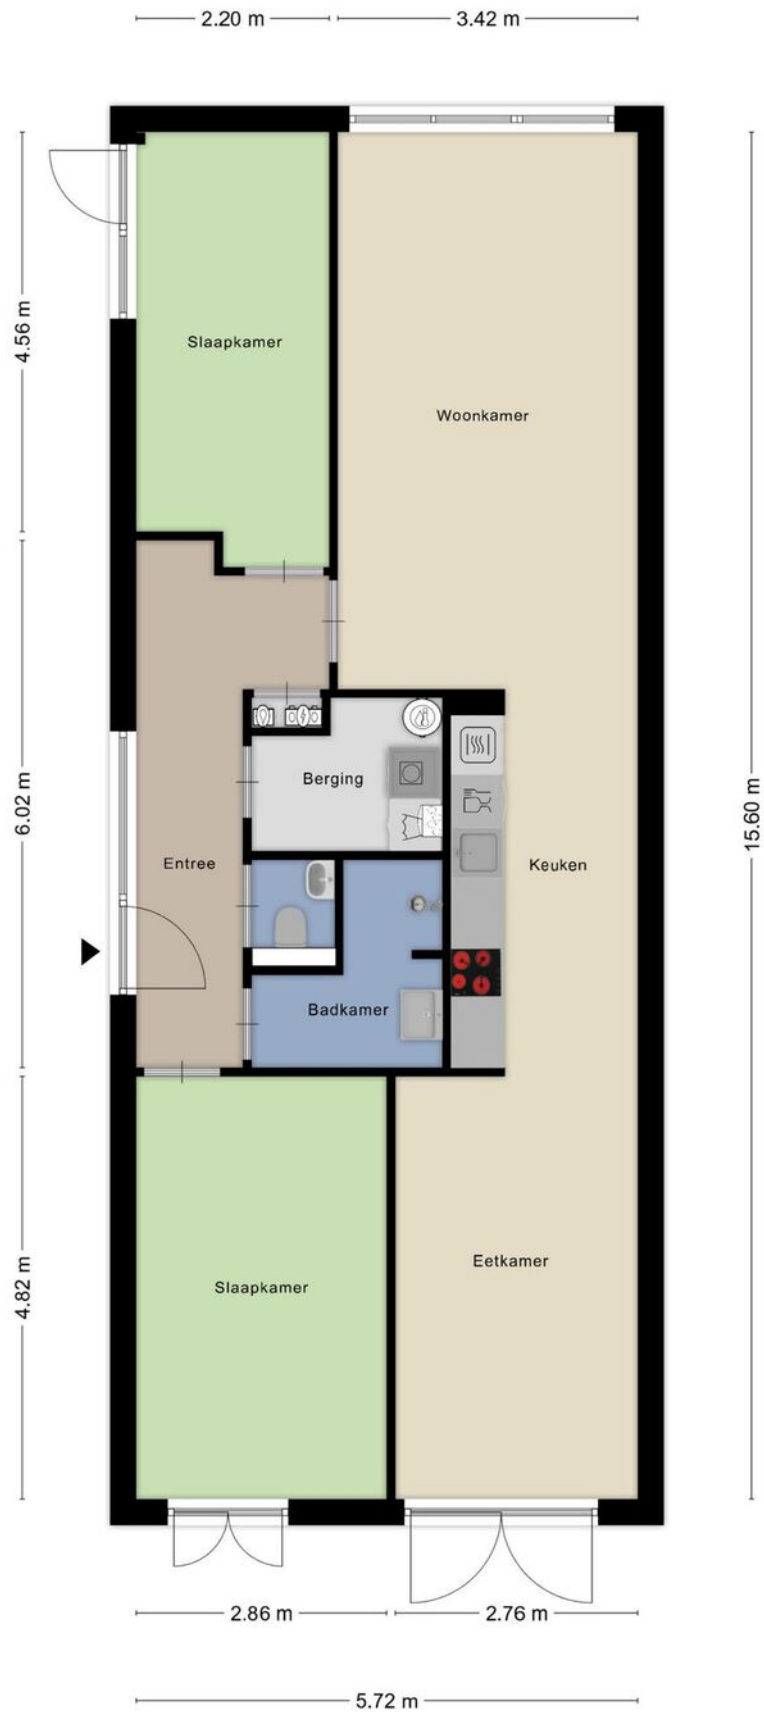 2.20 m
3.42 m
4.56 m
Slaapkamer
Woonkamer
6.02 m
15.60 m
Berging
Entree
Keuken
Badkamer
4.82 m
Eetkamer
Slaapkamer
2.86 m
2.76 m
5.72 m